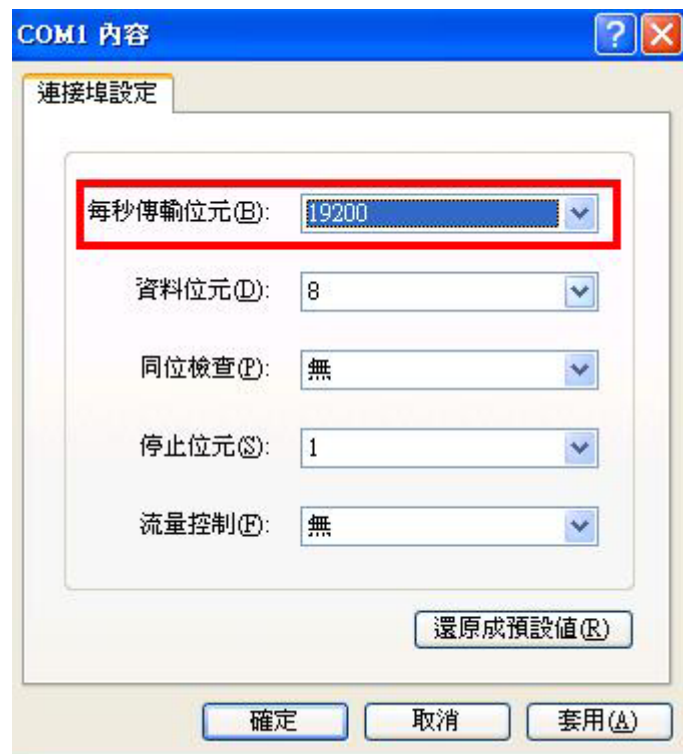 COM1 內容
連接埠設定
每秒傳輸位元(B): 19200
資料位元(D): 8
同位檢查(P): 無
停止位元(S): 1
流量控制(F): 無
還原成預設值(R)
確定 取消 套用(A)